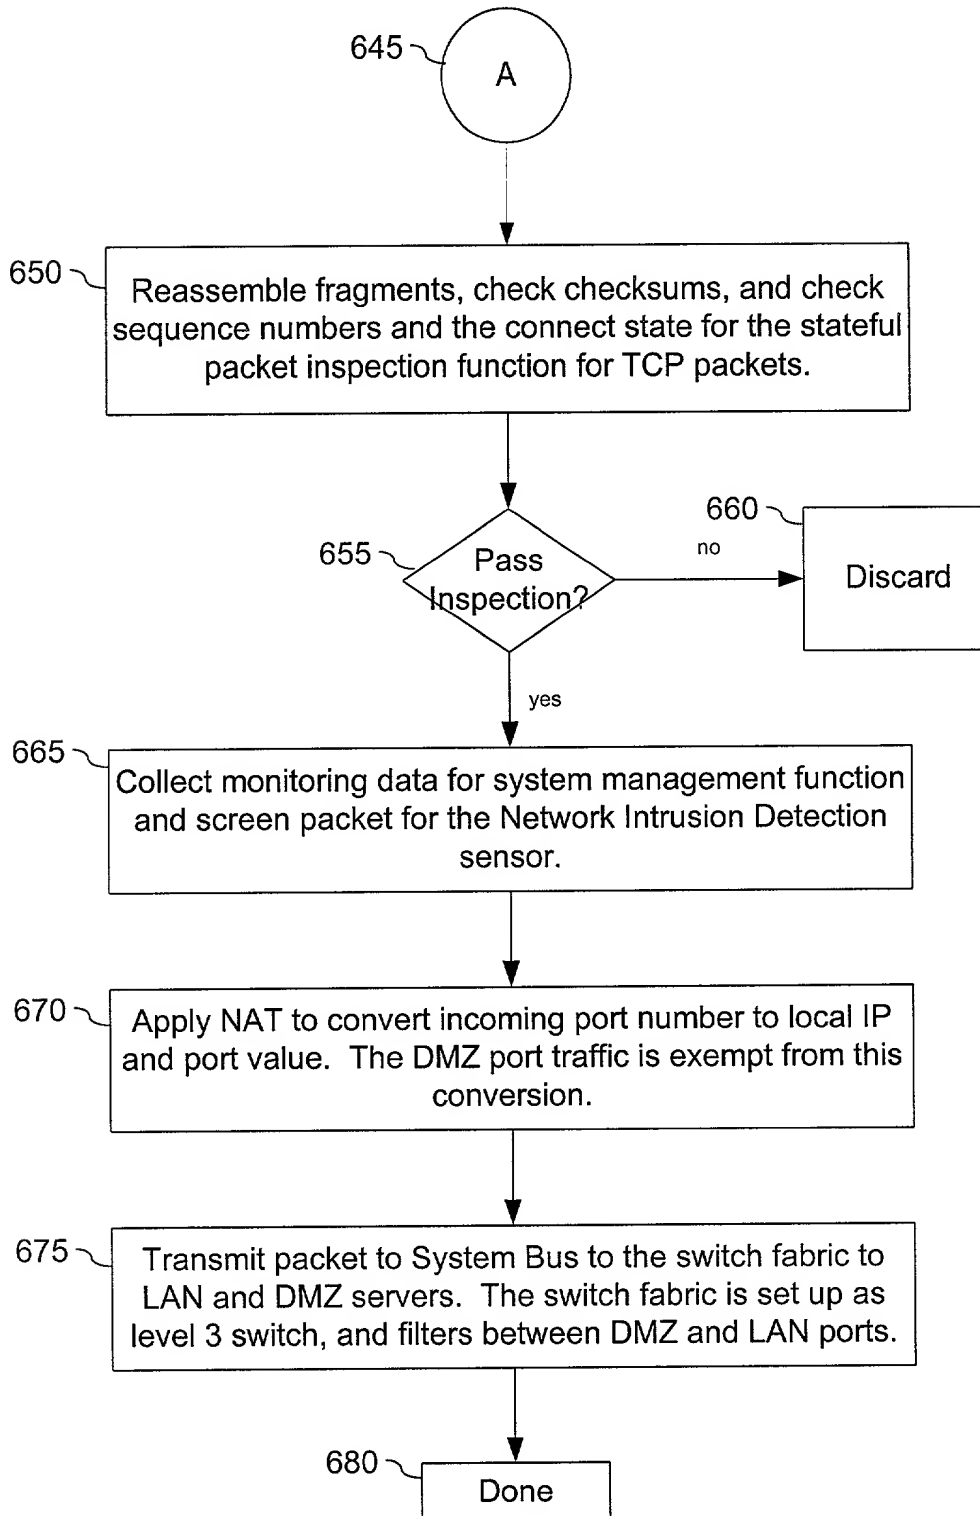 645
A
650
Reassemble fragments, check checksums, and check
sequence numbers and the connect state for the stateful
packet inspection function for TCP packets.
655
Pass
Inspection?
no
660
Discard
yes
665
Collect monitoring data for system management function
and screen packet for the Network Intrusion Detection
sensor.
670
Apply NAT to convert incoming port number to local IP
and port value.  The DMZ port traffic is exempt from this
conversion.
675
Transmit packet to System Bus to the switch fabric to
LAN and DMZ servers.  The switch fabric is set up as
level 3 switch, and filters between DMZ and LAN ports.
680
Done